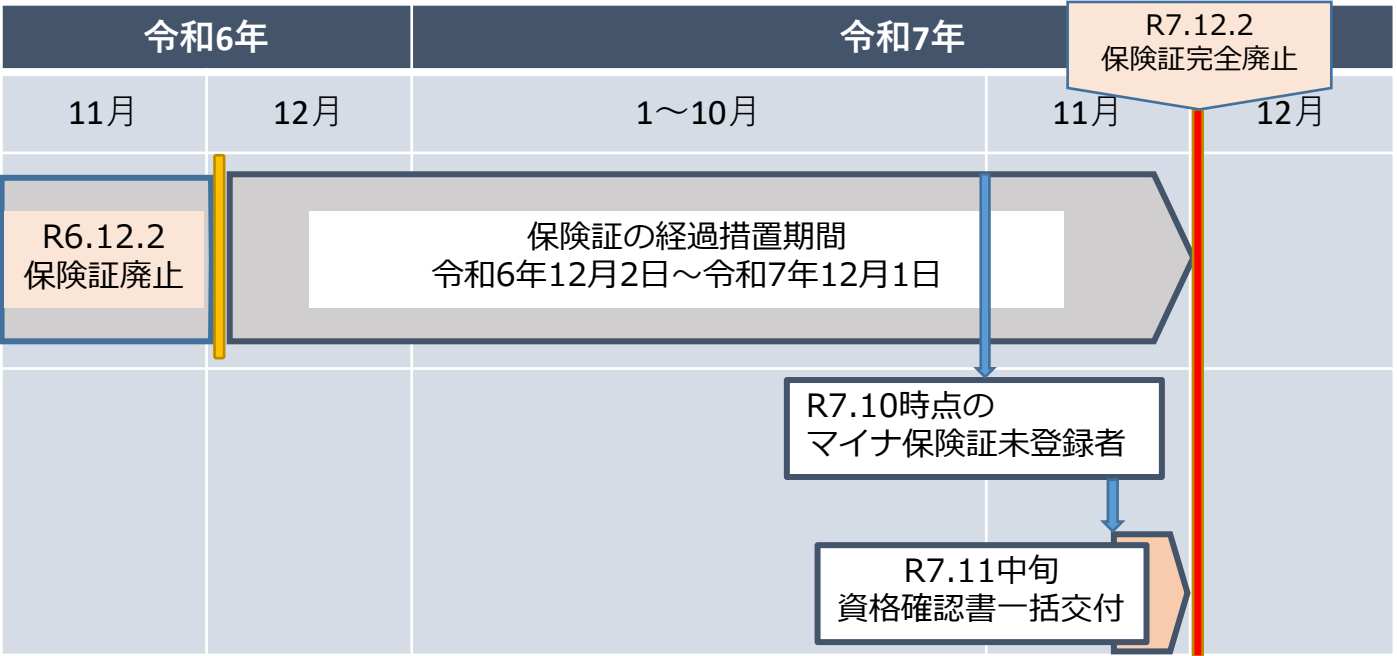 令和6年
令和7年
R7.12.2
保険証完全廃止
11月
12月
1～10月
11月
12月
R6.12.2
保険証廃止
保険証の経過措置期間
令和6年12月2日～令和7年12月1日
R7.10時点の
マイナ保険証未登録者
R7.11中旬
資格確認書一括交付